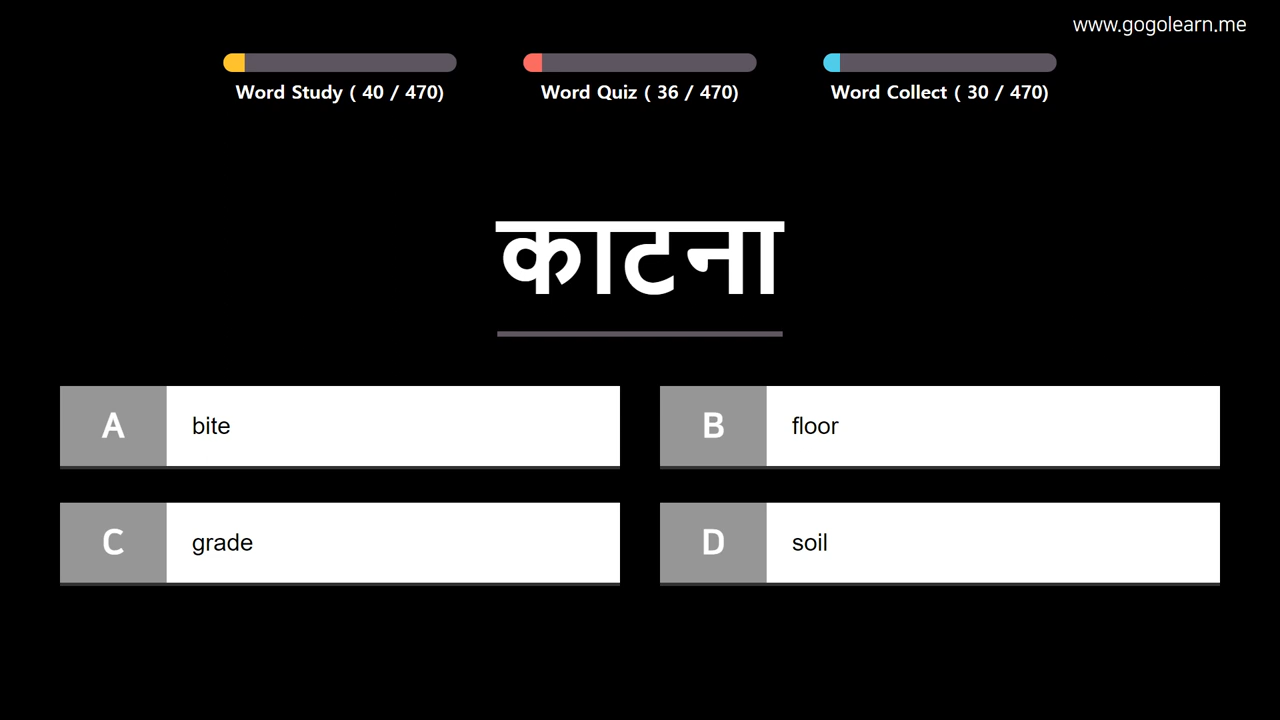 www.gogolearn.me
Word Study ( 40 / 470)
Word Quiz ( 36 / 470)
Word Collect ( 30 / 470)
काटना
A bite
B floor
C grade
D soil